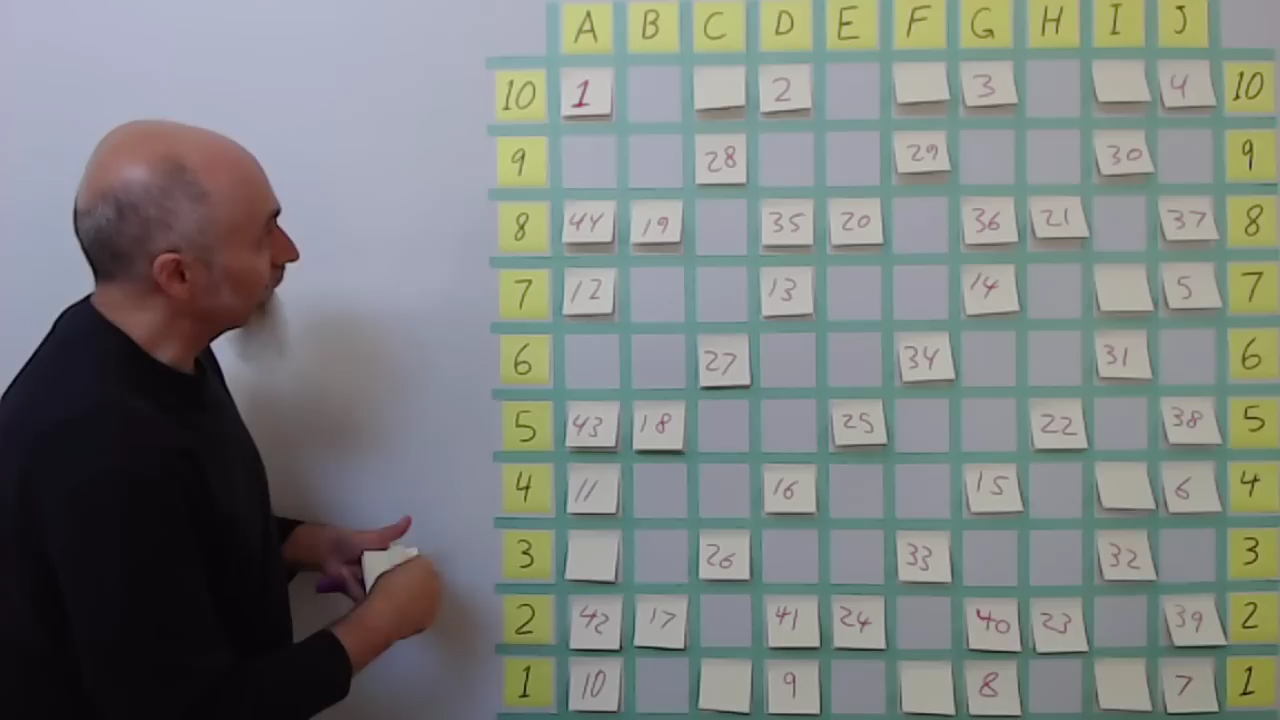 A B C D E F G H I J
10 1 2 3 4 10
9 28 29 30 9
8 44 19 35 20 36 21 37 8
7 12 13 14 5 7
6 27 34 31 6
5 43 18 25 22 38 5
4 11 16 15 6 4
3 26 33 32 3
2 42 17 41 24 40 23 39 2
1 10 9 8 7 1